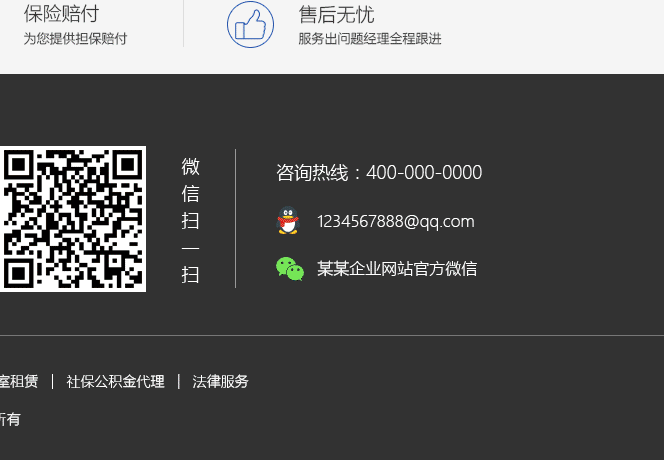 保险赔付
为您提供担保赔付
售后无忧
服务出问题经理全程跟进
微信扫一扫
咨询热线：400-000-0000
1234567888@qq.com
某某企业网站官方微信
室租赁 | 社保公积金代理 | 法律服务
所有